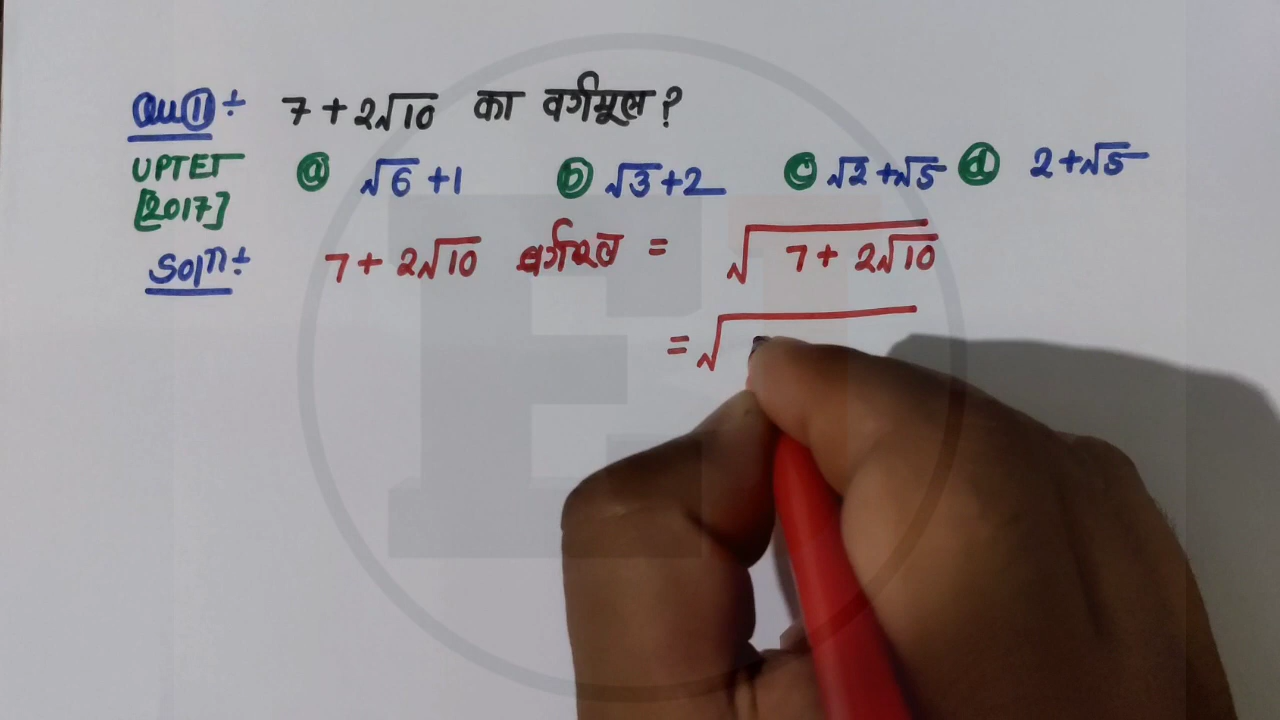 Qu① ÷ 7 + 2√10 का वर्गमूल ?
UPTET ⓐ √6 + 1 ⓑ √3 + 2 ⓒ √2 + √5 ⓓ 2 + √5
[2017]
Solⁿ ÷ 7 + 2√10 वर्गमूल = √(7 + 2√10)
= √